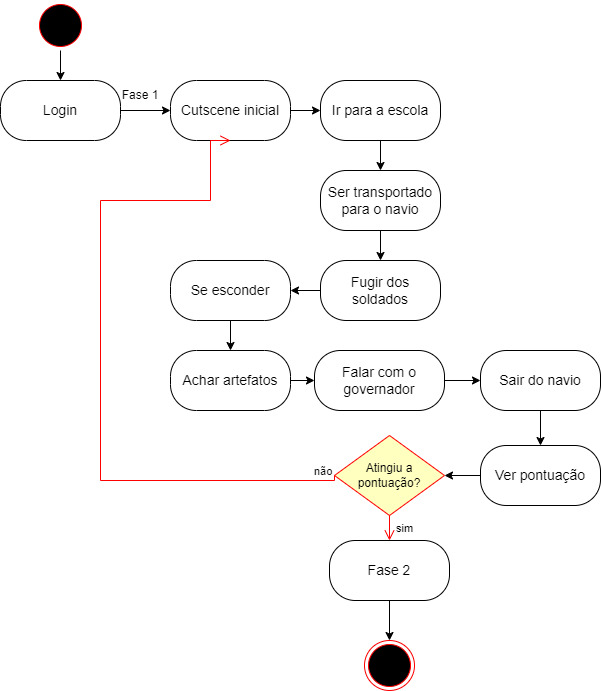 Login
Fase 1
Cutscene inicial
Ir para a escola
Ser transportado
para o navio
Fugir dos
soldados
Se esconder
Achar artefatos
Falar com o
governador
Sair do navio
Ver pontuação
Atingiu a
pontuação?
não
sim
Fase 2